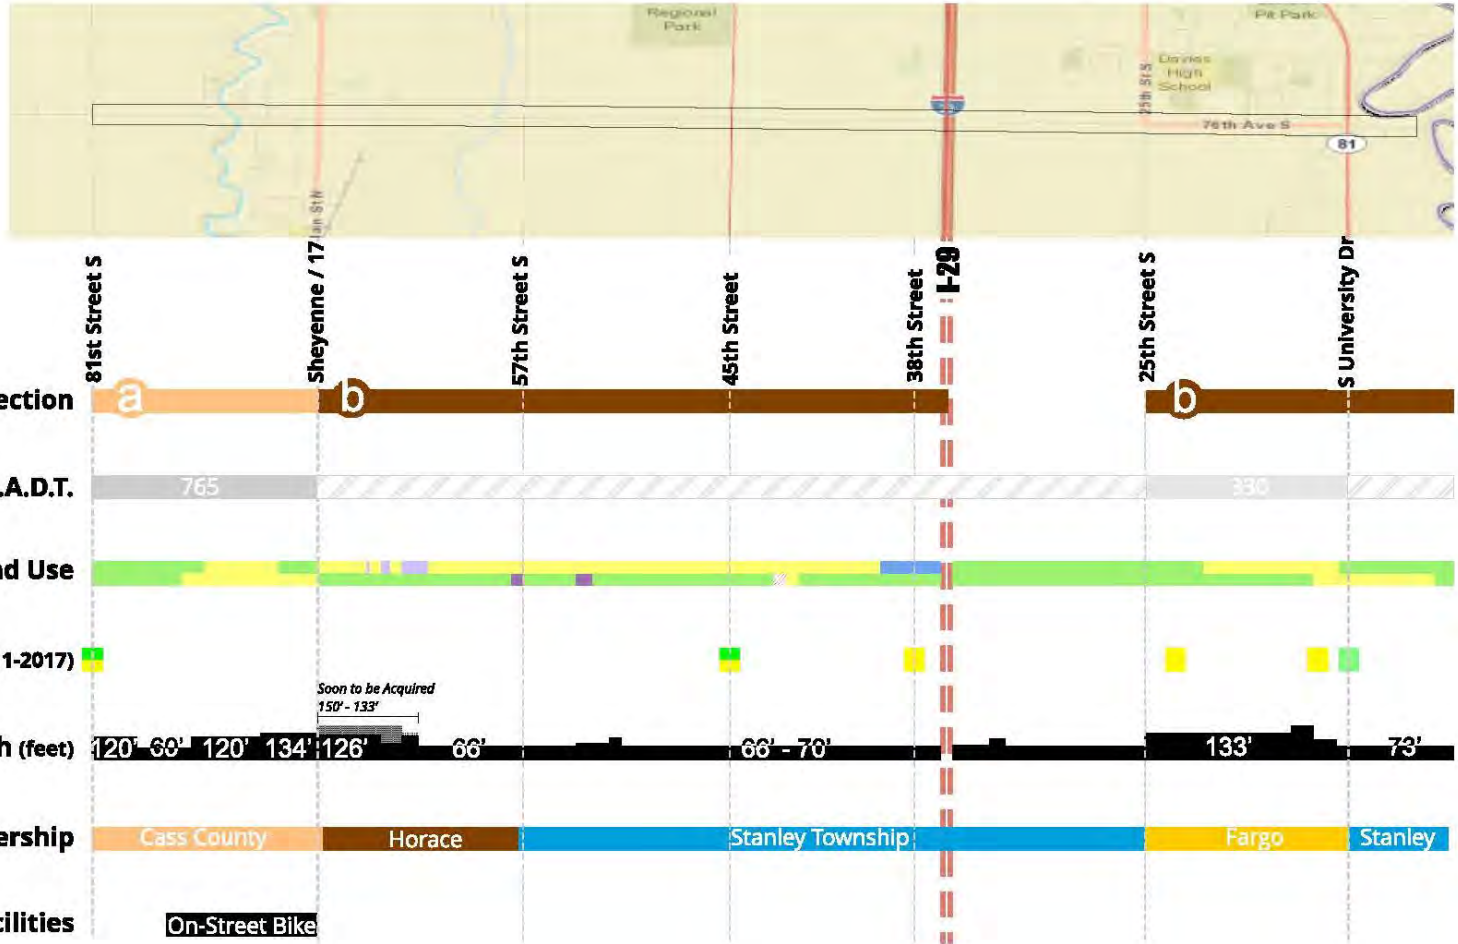 Regional
Park
Pit Park
Davies
High
School
25th St S
76th Ave S
81
81st Street S
Sheyenne / 17
57th Street S
45th Street
38th Street
I-29
25th Street S
S University Dr
ection
a
b
b
.A.D.T.
765
330
nd Use
1-2017)
Soon to be Acquired
150' - 133'
h (feet)
120' 60' 120' 134' 126' 66' 66' - 70' 133' 73'
ership
Cass County
Horace
Stanley Township
Fargo
Stanley
cilities
On-Street Bike